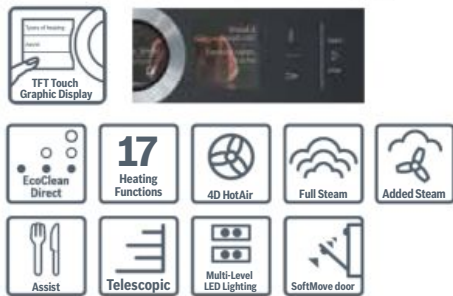 Types of heating
Assist
TFT Touch
Graphic Display
EcoClean
Direct
17
Heating
Functions
4D HotAir
Full Steam
Added Steam
Assist
Telescopic
Multi-Level
LED Lighting
SoftMove door